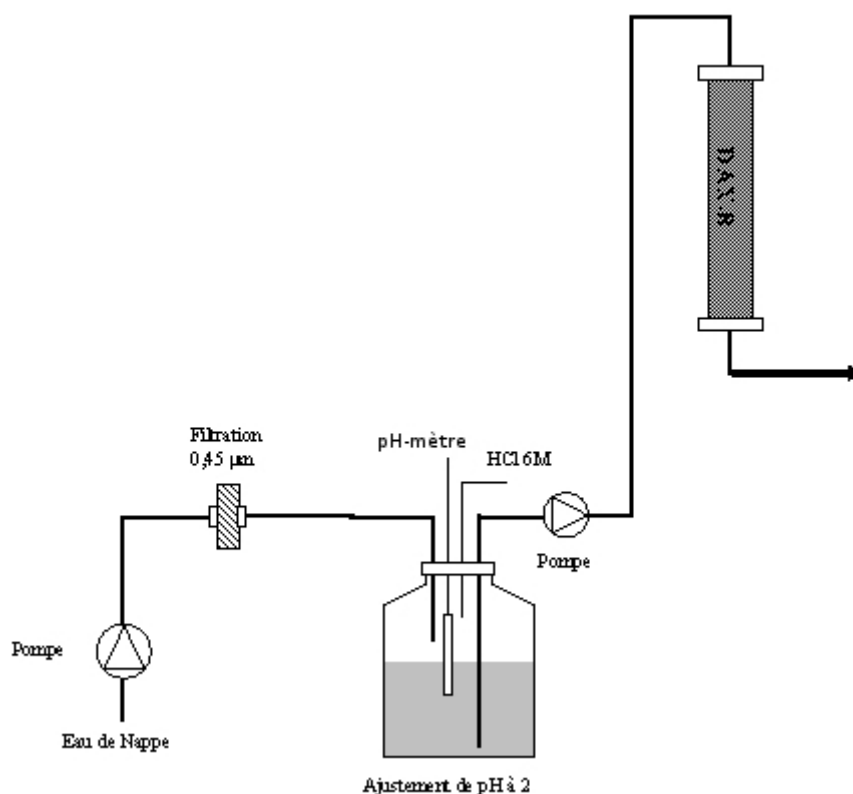 DAX-8
Filtration
0,45 µm
pH-mètre
HCl 6M
Pompe
Pompe
Eau de Nappe
Ajustement de pH à 2